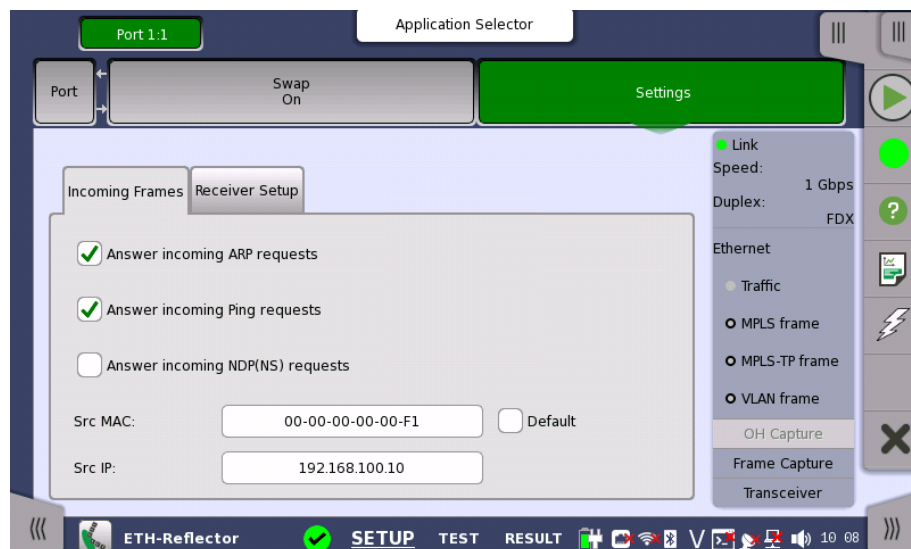 Port 1:1
Application Selector
Port
Swap
On
Settings
Incoming Frames
Receiver Setup
Answer incoming ARP requests
Answer incoming Ping requests
Answer incoming NDP(NS) requests
Src MAC:
00-00-00-00-00-F1
Default
Src IP:
192.168.100.10
Link
Speed:
1 Gbps
Duplex:
FDX
Ethernet
Traffic
MPLS frame
MPLS-TP frame
VLAN frame
OH Capture
Frame Capture
Transceiver
ETH-Reflector
SETUP
TEST
RESULT
V
10 08